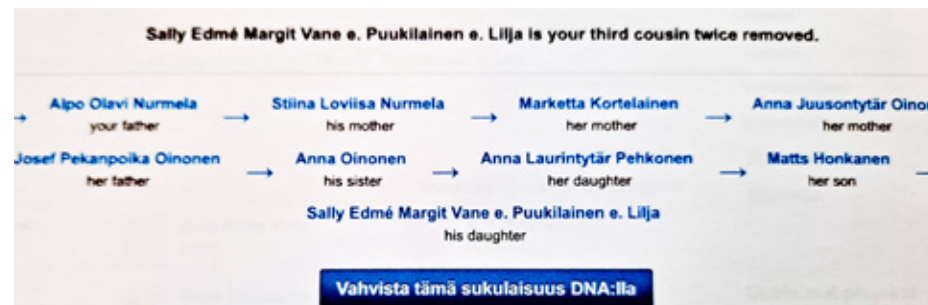 Sally Edmé Margit Vane e. Puukilainen e. Lilja is your third cousin twice removed.
→ Alpo Olavi Nurmela → Stiina Loviisa Nurmela → Marketta Kortelainen → Anna Juusontytär Oino
your father his mother her mother her mother
Josef Pekanpoika Oinonen → Anna Oinonen → Anna Laurintytär Pehkonen → Matts Honkanen →
her father his sister her daughter her son
Sally Edmé Margit Vane e. Puukilainen e. Lilja
his daughter
Vahvista tämä sukulaisuus DNA:lla